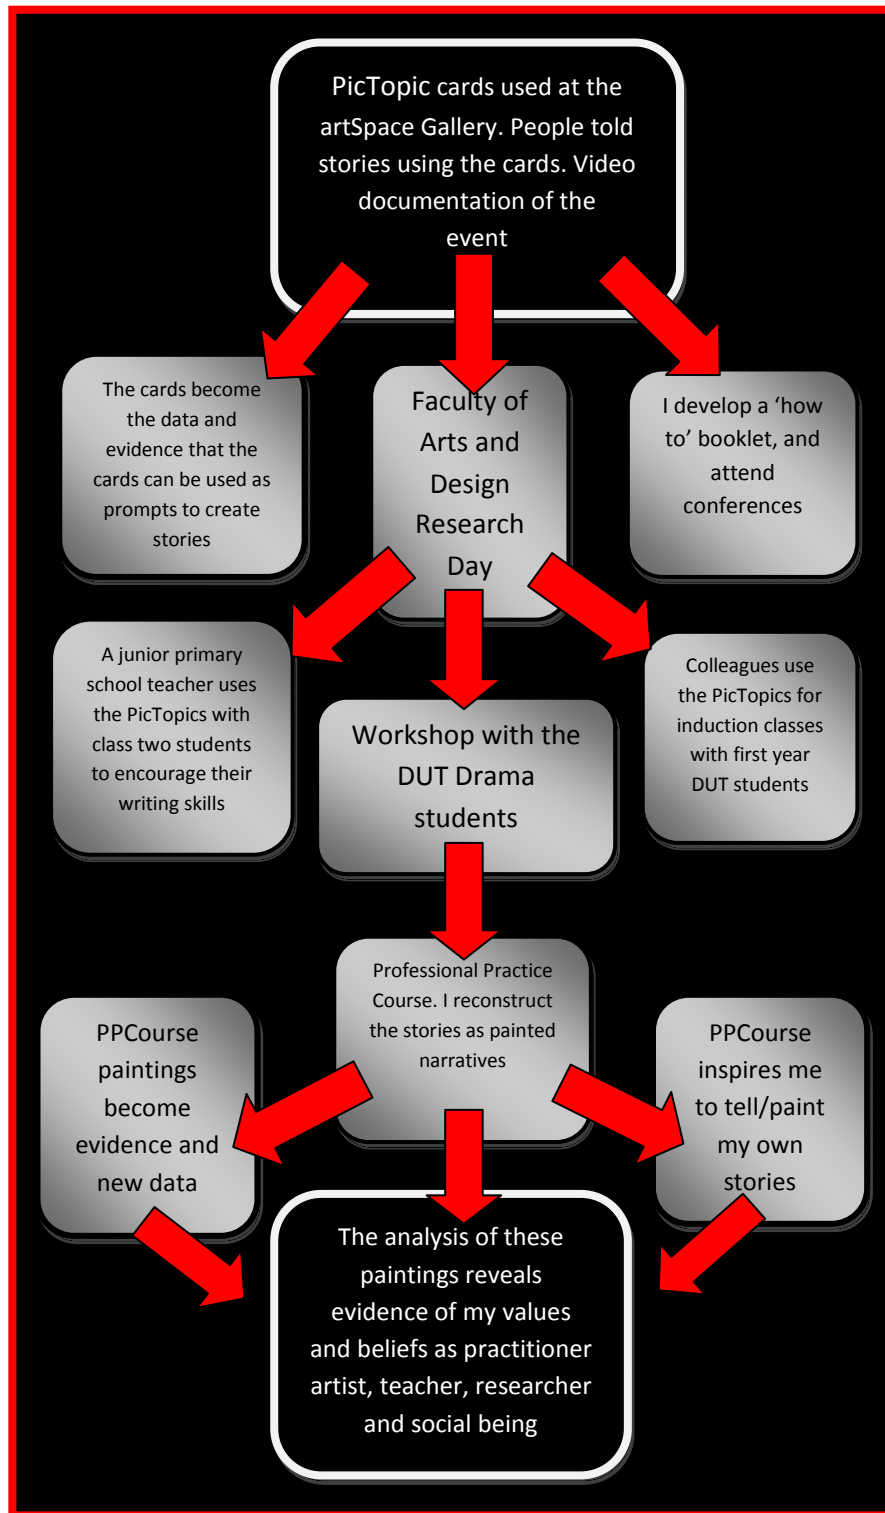 PicTopic cards used at the
artSpace Gallery. People told
stories using the cards. Video
documentation of the
event
The cards become
the data and
evidence that the
cards can be used as
prompts to create
stories
Faculty of
Arts and
Design
Research
Day
I develop a ‘how
to’ booklet, and
attend
conferences
A junior primary
school teacher uses
the PicTopics with
class two students
to encourage their
writing skills
Workshop with the
DUT Drama
students
Colleagues use
the PicTopics for
induction classes
with first year
DUT students
Professional Practice
Course. I reconstruct
the stories as painted
narratives
PPCourse
paintings
become
evidence and
new data
PPCourse
inspires me
to tell/paint
my own
stories
The analysis of these
paintings reveals
evidence of my values
and beliefs as practitioner
artist, teacher, researcher
and social being